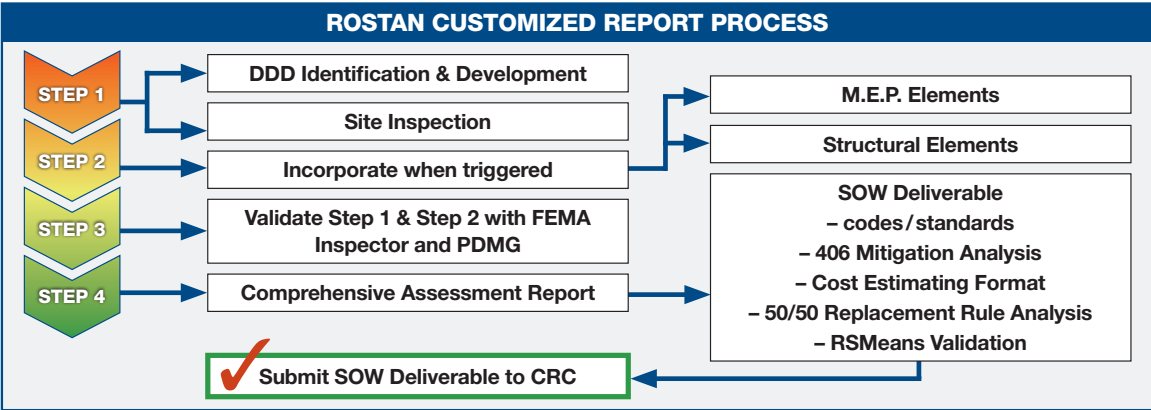 ROSTAN CUSTOMIZED REPORT PROCESS
STEP 1
DDD Identification & Development
Site Inspection
STEP 2
Incorporate when triggered
M.E.P. Elements
Structural Elements
STEP 3
Validate Step 1 & Step 2 with FEMA
Inspector and PDMG
STEP 4
Comprehensive Assessment Report
SOW Deliverable
– codes/standards
– 406 Mitigation Analysis
– Cost Estimating Format
– 50/50 Replacement Rule Analysis
– RSMeans Validation
Submit SOW Deliverable to CRC